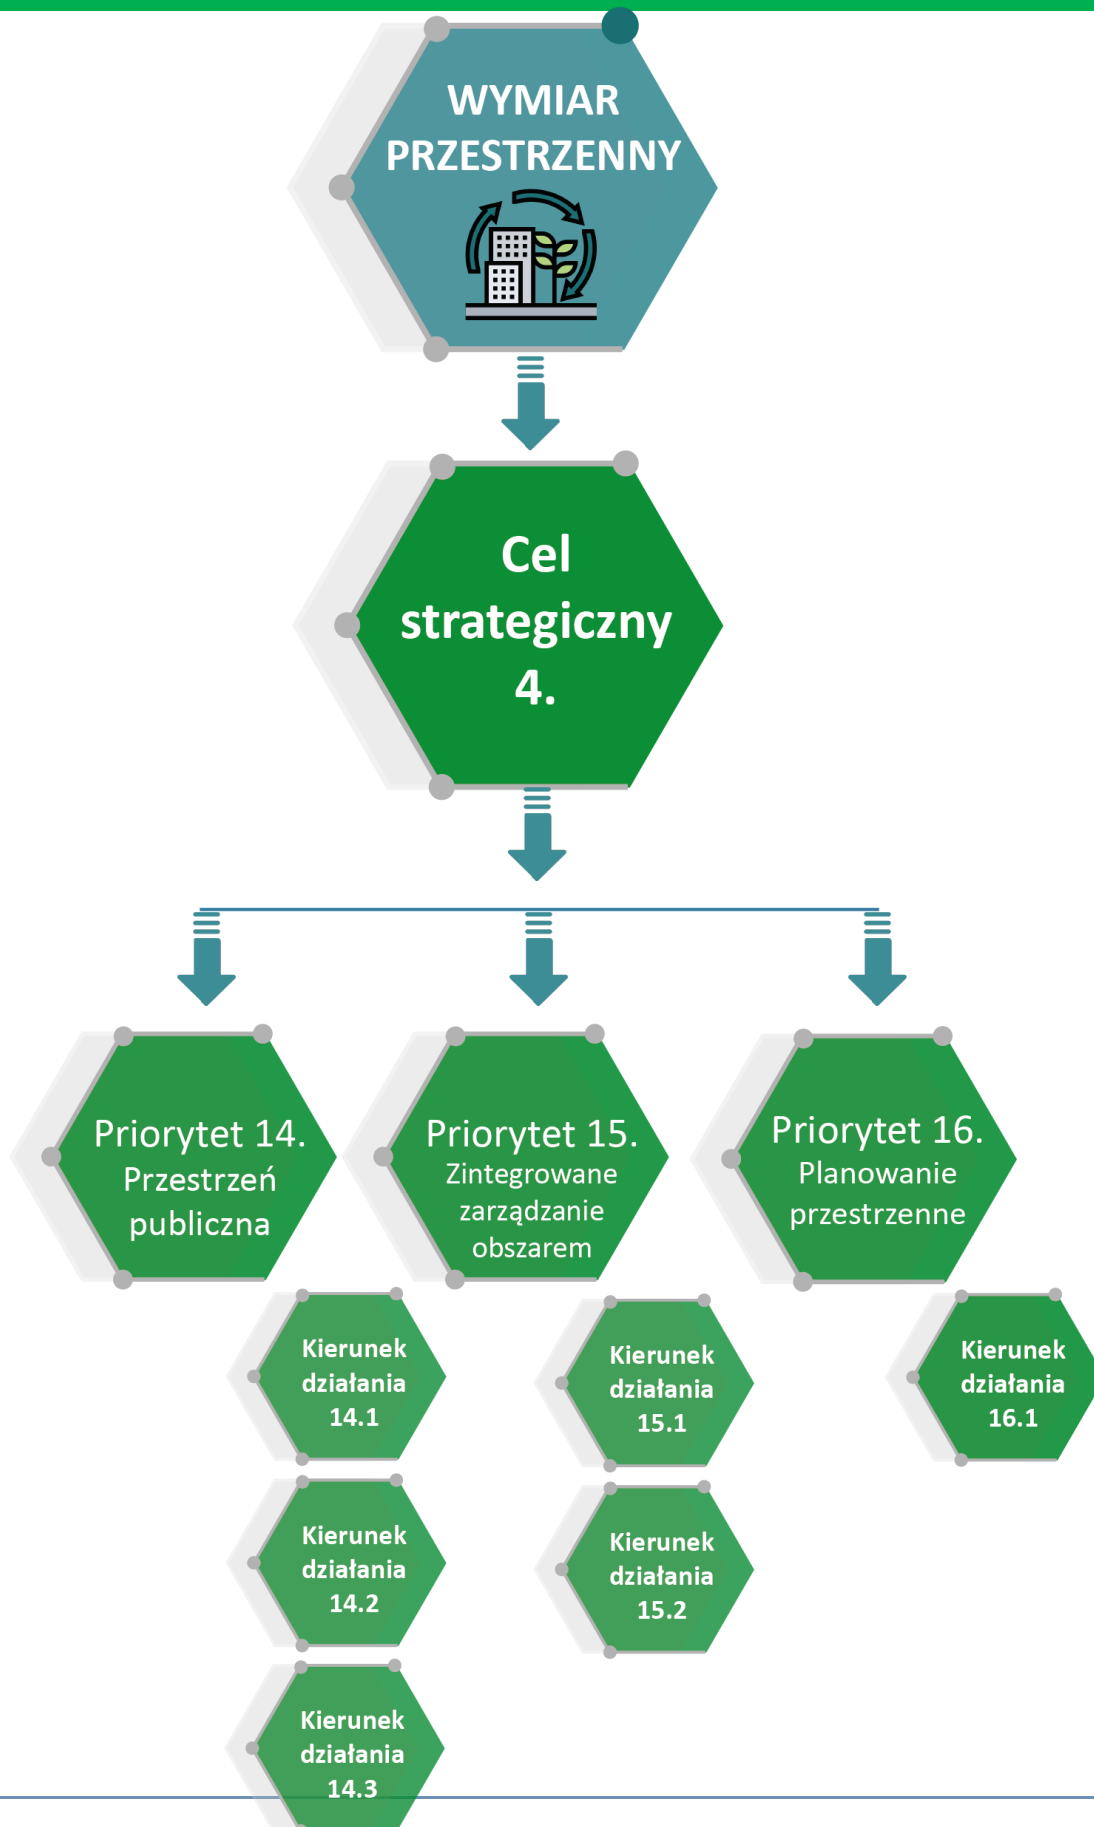 WYMIAR
PRZESTRZENNY
Cel
strategiczny
4.
Priorytet 14.
Przestrzeń
publiczna
Priorytet 15.
Zintegrowane
zarządzanie
obszarem
Priorytet 16.
Planowanie
przestrzenne
Kierunek
działania
14.1
Kierunek
działania
15.1
Kierunek
działania
16.1
Kierunek
działania
14.2
Kierunek
działania
15.2
Kierunek
działania
14.3